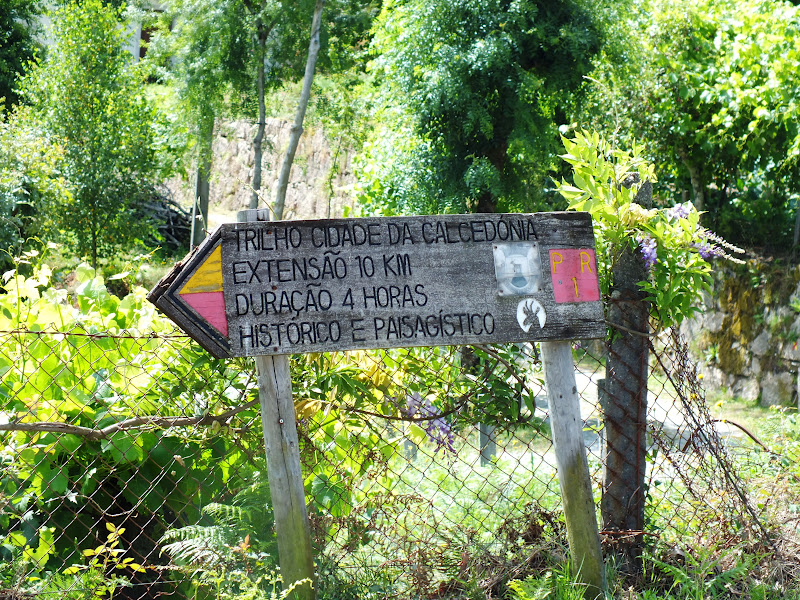 TRILHO CIDADE DA CALCEDÓNIA
EXTENSÃO 10 KM
DURAÇÃO 4 HORAS
HISTÓRICO E PAISAGÍSTICO
PR
1